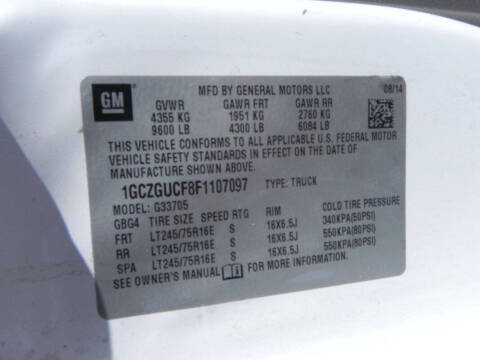 GM
MFD BY GENERAL MOTORS LLC 08/14
GVWR GAWR FRT GAWR RR
4355 KG 1951 KG 2760 KG
9600 LB 4300 LB 6084 LB
THIS VEHICLE CONFORMS TO ALL APPLICABLE U.S. FEDERAL MOTOR
VEHICLE SAFETY STANDARDS IN EFFECT ON THE DATE OF
MANUFACTURE SHOWN ABOVE.
1GCZGUCF8F1107097 TYPE: TRUCK
MODEL: G33705
GBG4 TIRE SIZE SPEED RTG RIM COLD TIRE PRESSURE
FRT LT245/75R16E S 16X6.5J 340KPA(50PSI)
RR LT245/75R16E S 16X6.5J 550KPA(80PSI)
SPA LT245/75R16E S 16X6.5J 550KPA(80PSI)
SEE OWNER'S MANUAL FOR MORE INFORMATION.